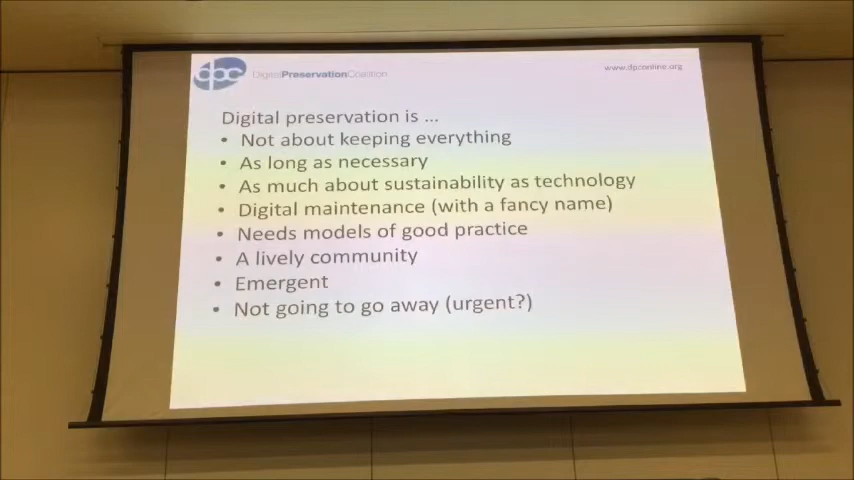 dpc DigitalPreservationCoalition
www.dpconline.org
Digital preservation is ...
• Not about keeping everything
• As long as necessary
• As much about sustainability as technology
• Digital maintenance (with a fancy name)
• Needs models of good practice
• A lively community
• Emergent
• Not going to go away (urgent?)